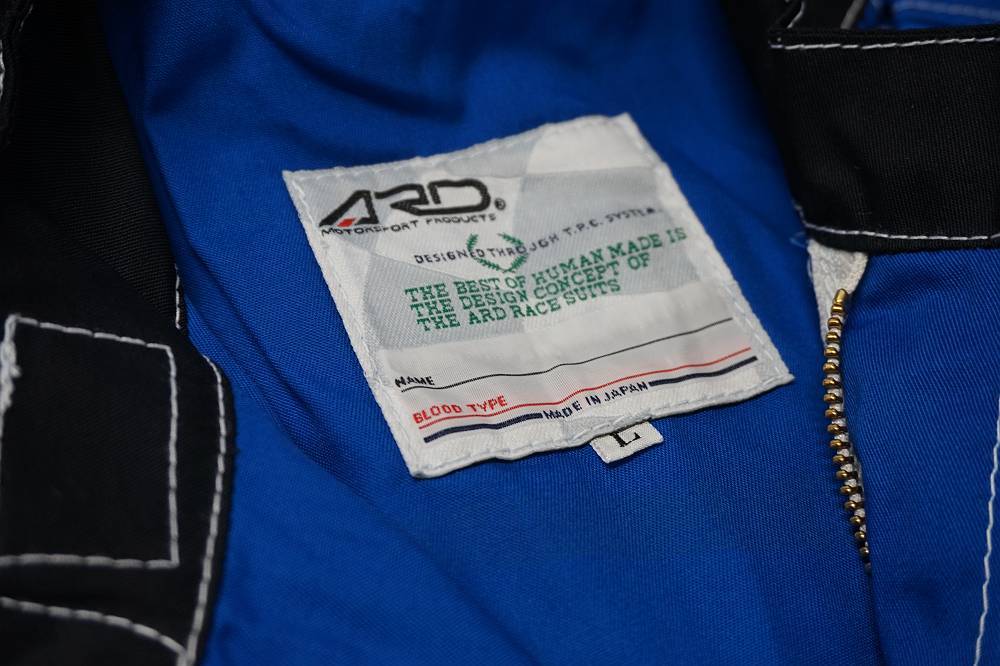 ARD®
MOTORSPORT PRODUCTS
DESIGNED THROUGH T.P.C. SYSTEM.
THE BEST OF HUMAN MADE IS
THE DESIGN CONCEPT OF
THE ARD RACE SUITS
NAME
BLOOD TYPE
MADE IN JAPAN
L